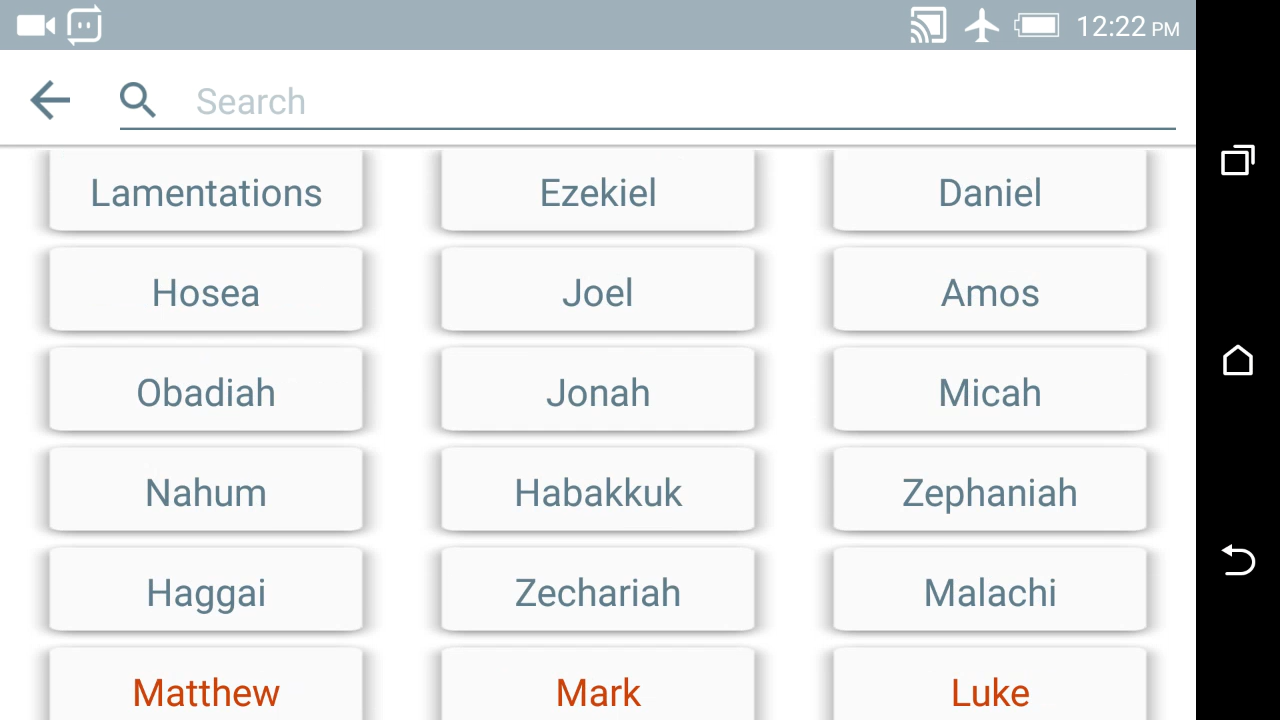 12:22 PM
Search
Lamentations Ezekiel Daniel
Hosea Joel Amos
Obadiah Jonah Micah
Nahum Habakkuk Zephaniah
Haggai Zechariah Malachi
Matthew Mark Luke